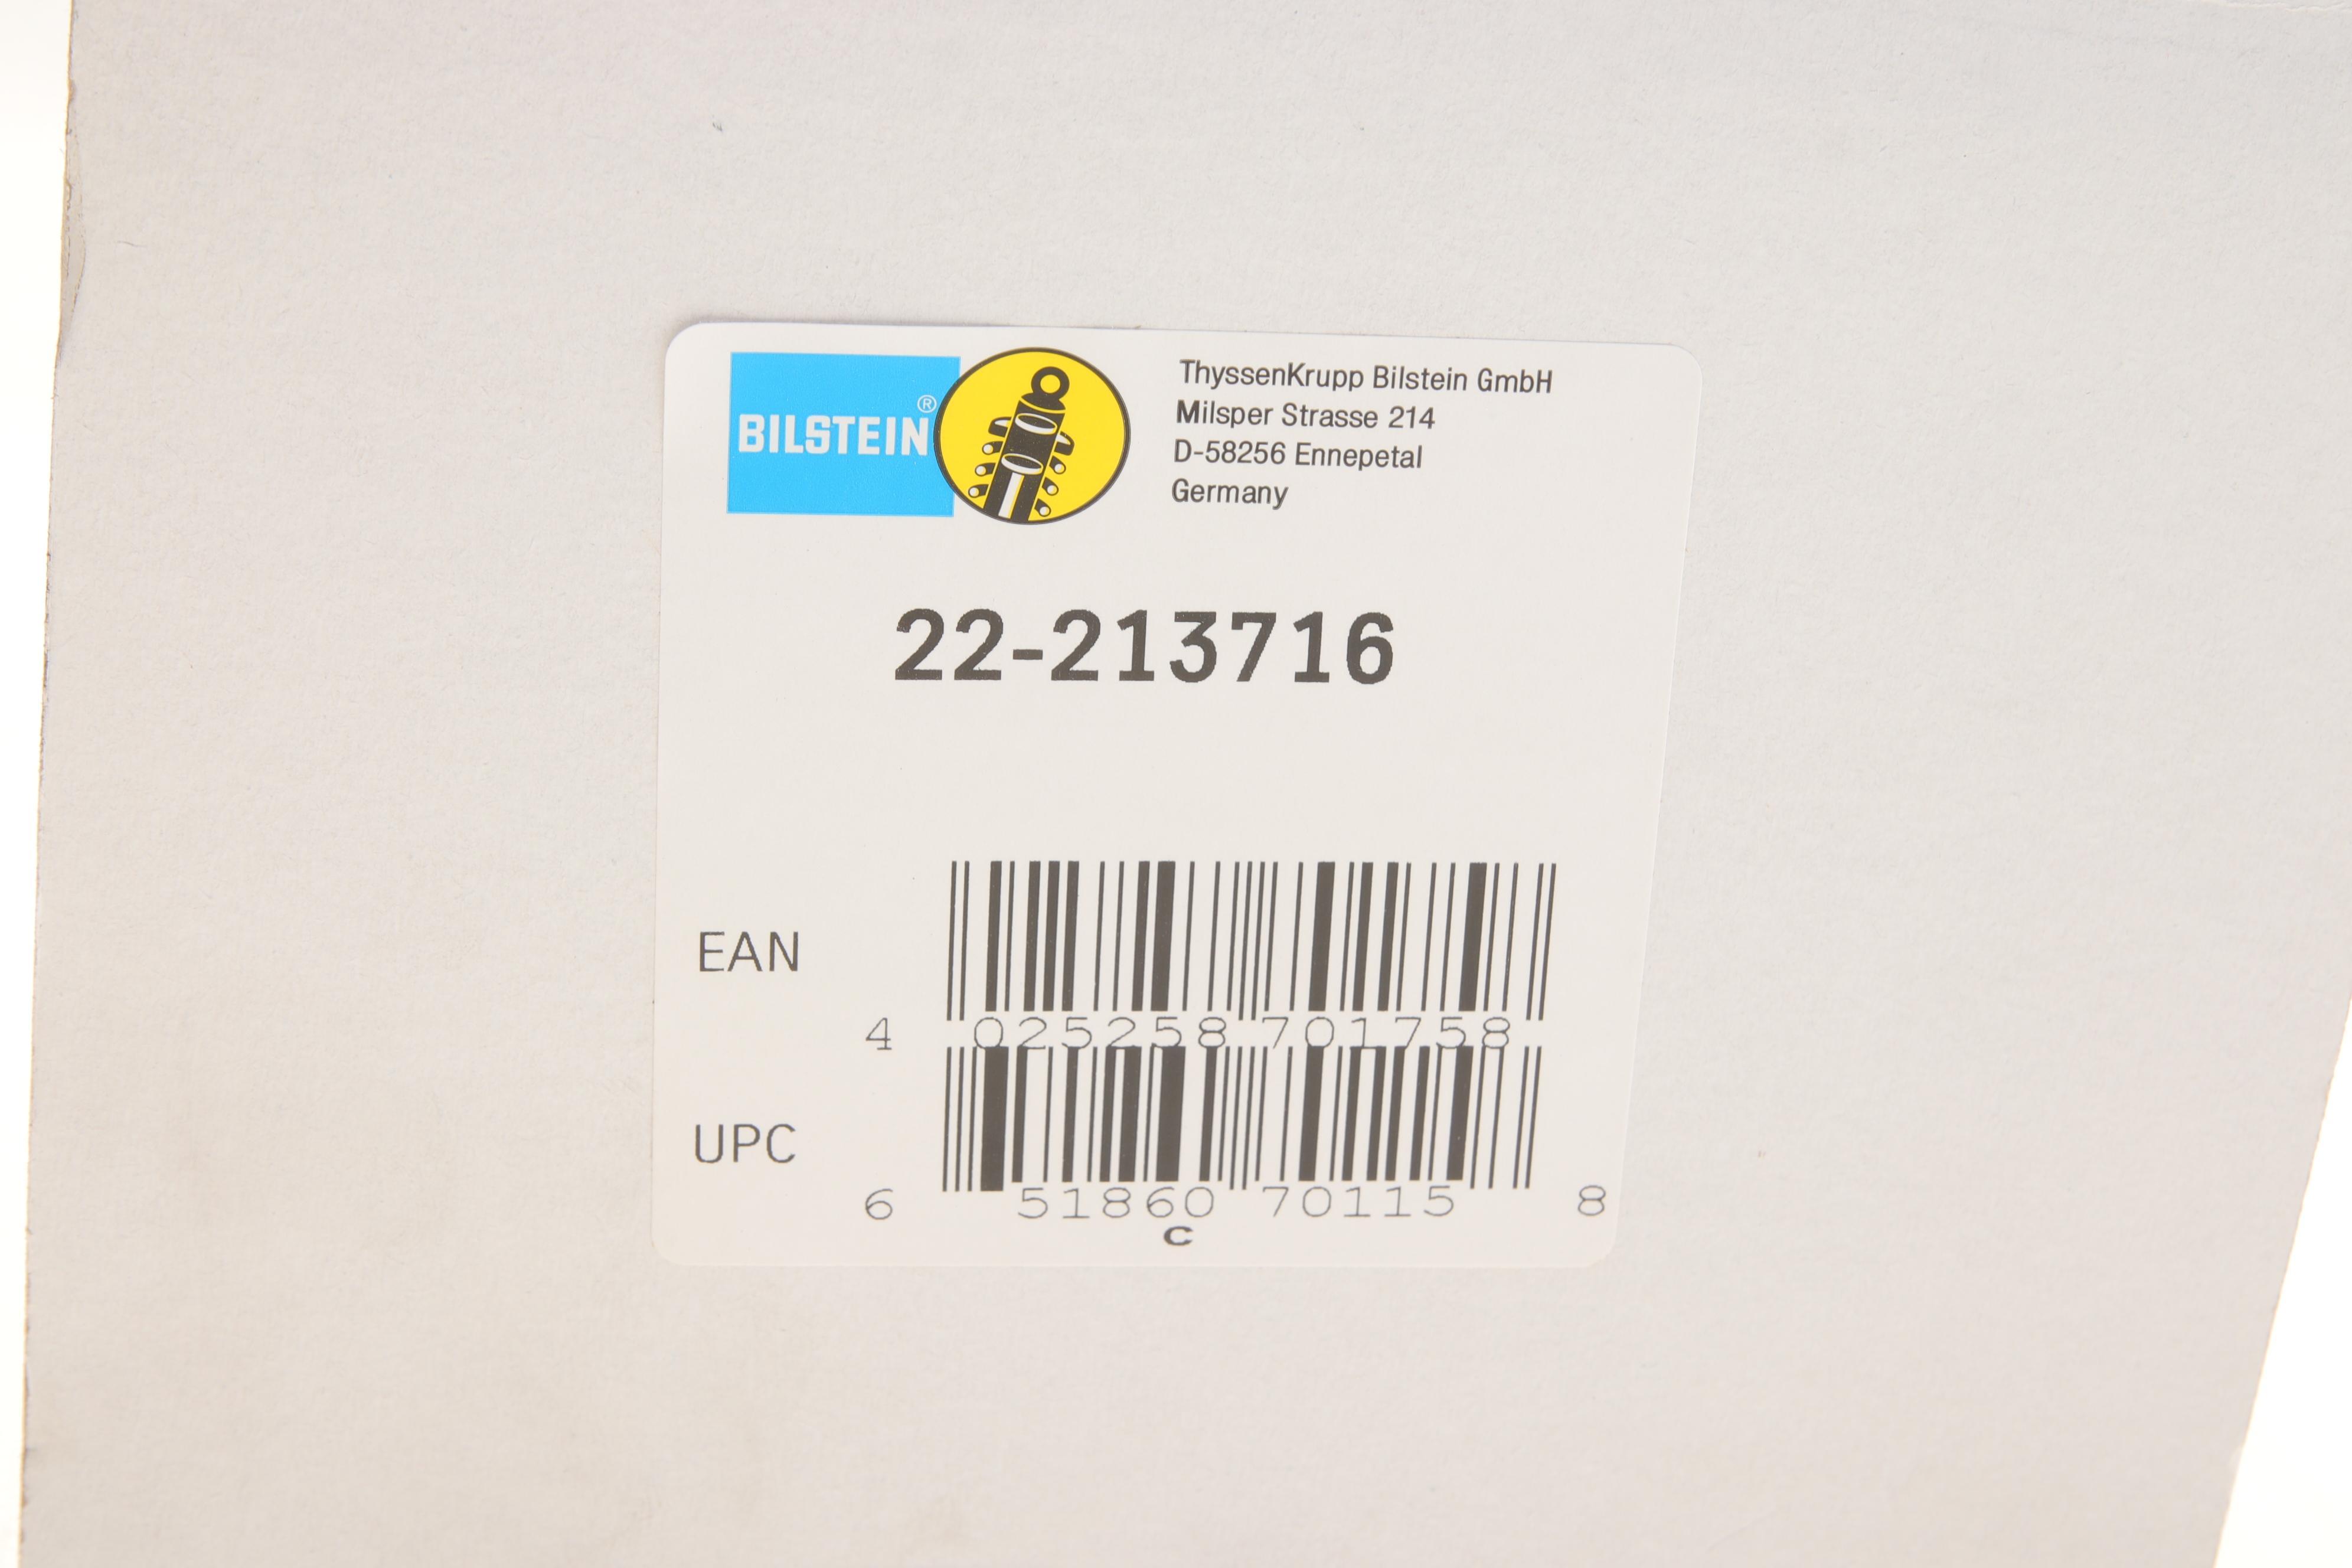 BILSTEIN®
ThyssenKrupp Bilstein GmbH
Milsper Strasse 214
D-58256 Ennepetal
Germany
22-213716
EAN
4 025258 701758
UPC
6 51860 70115 8
C